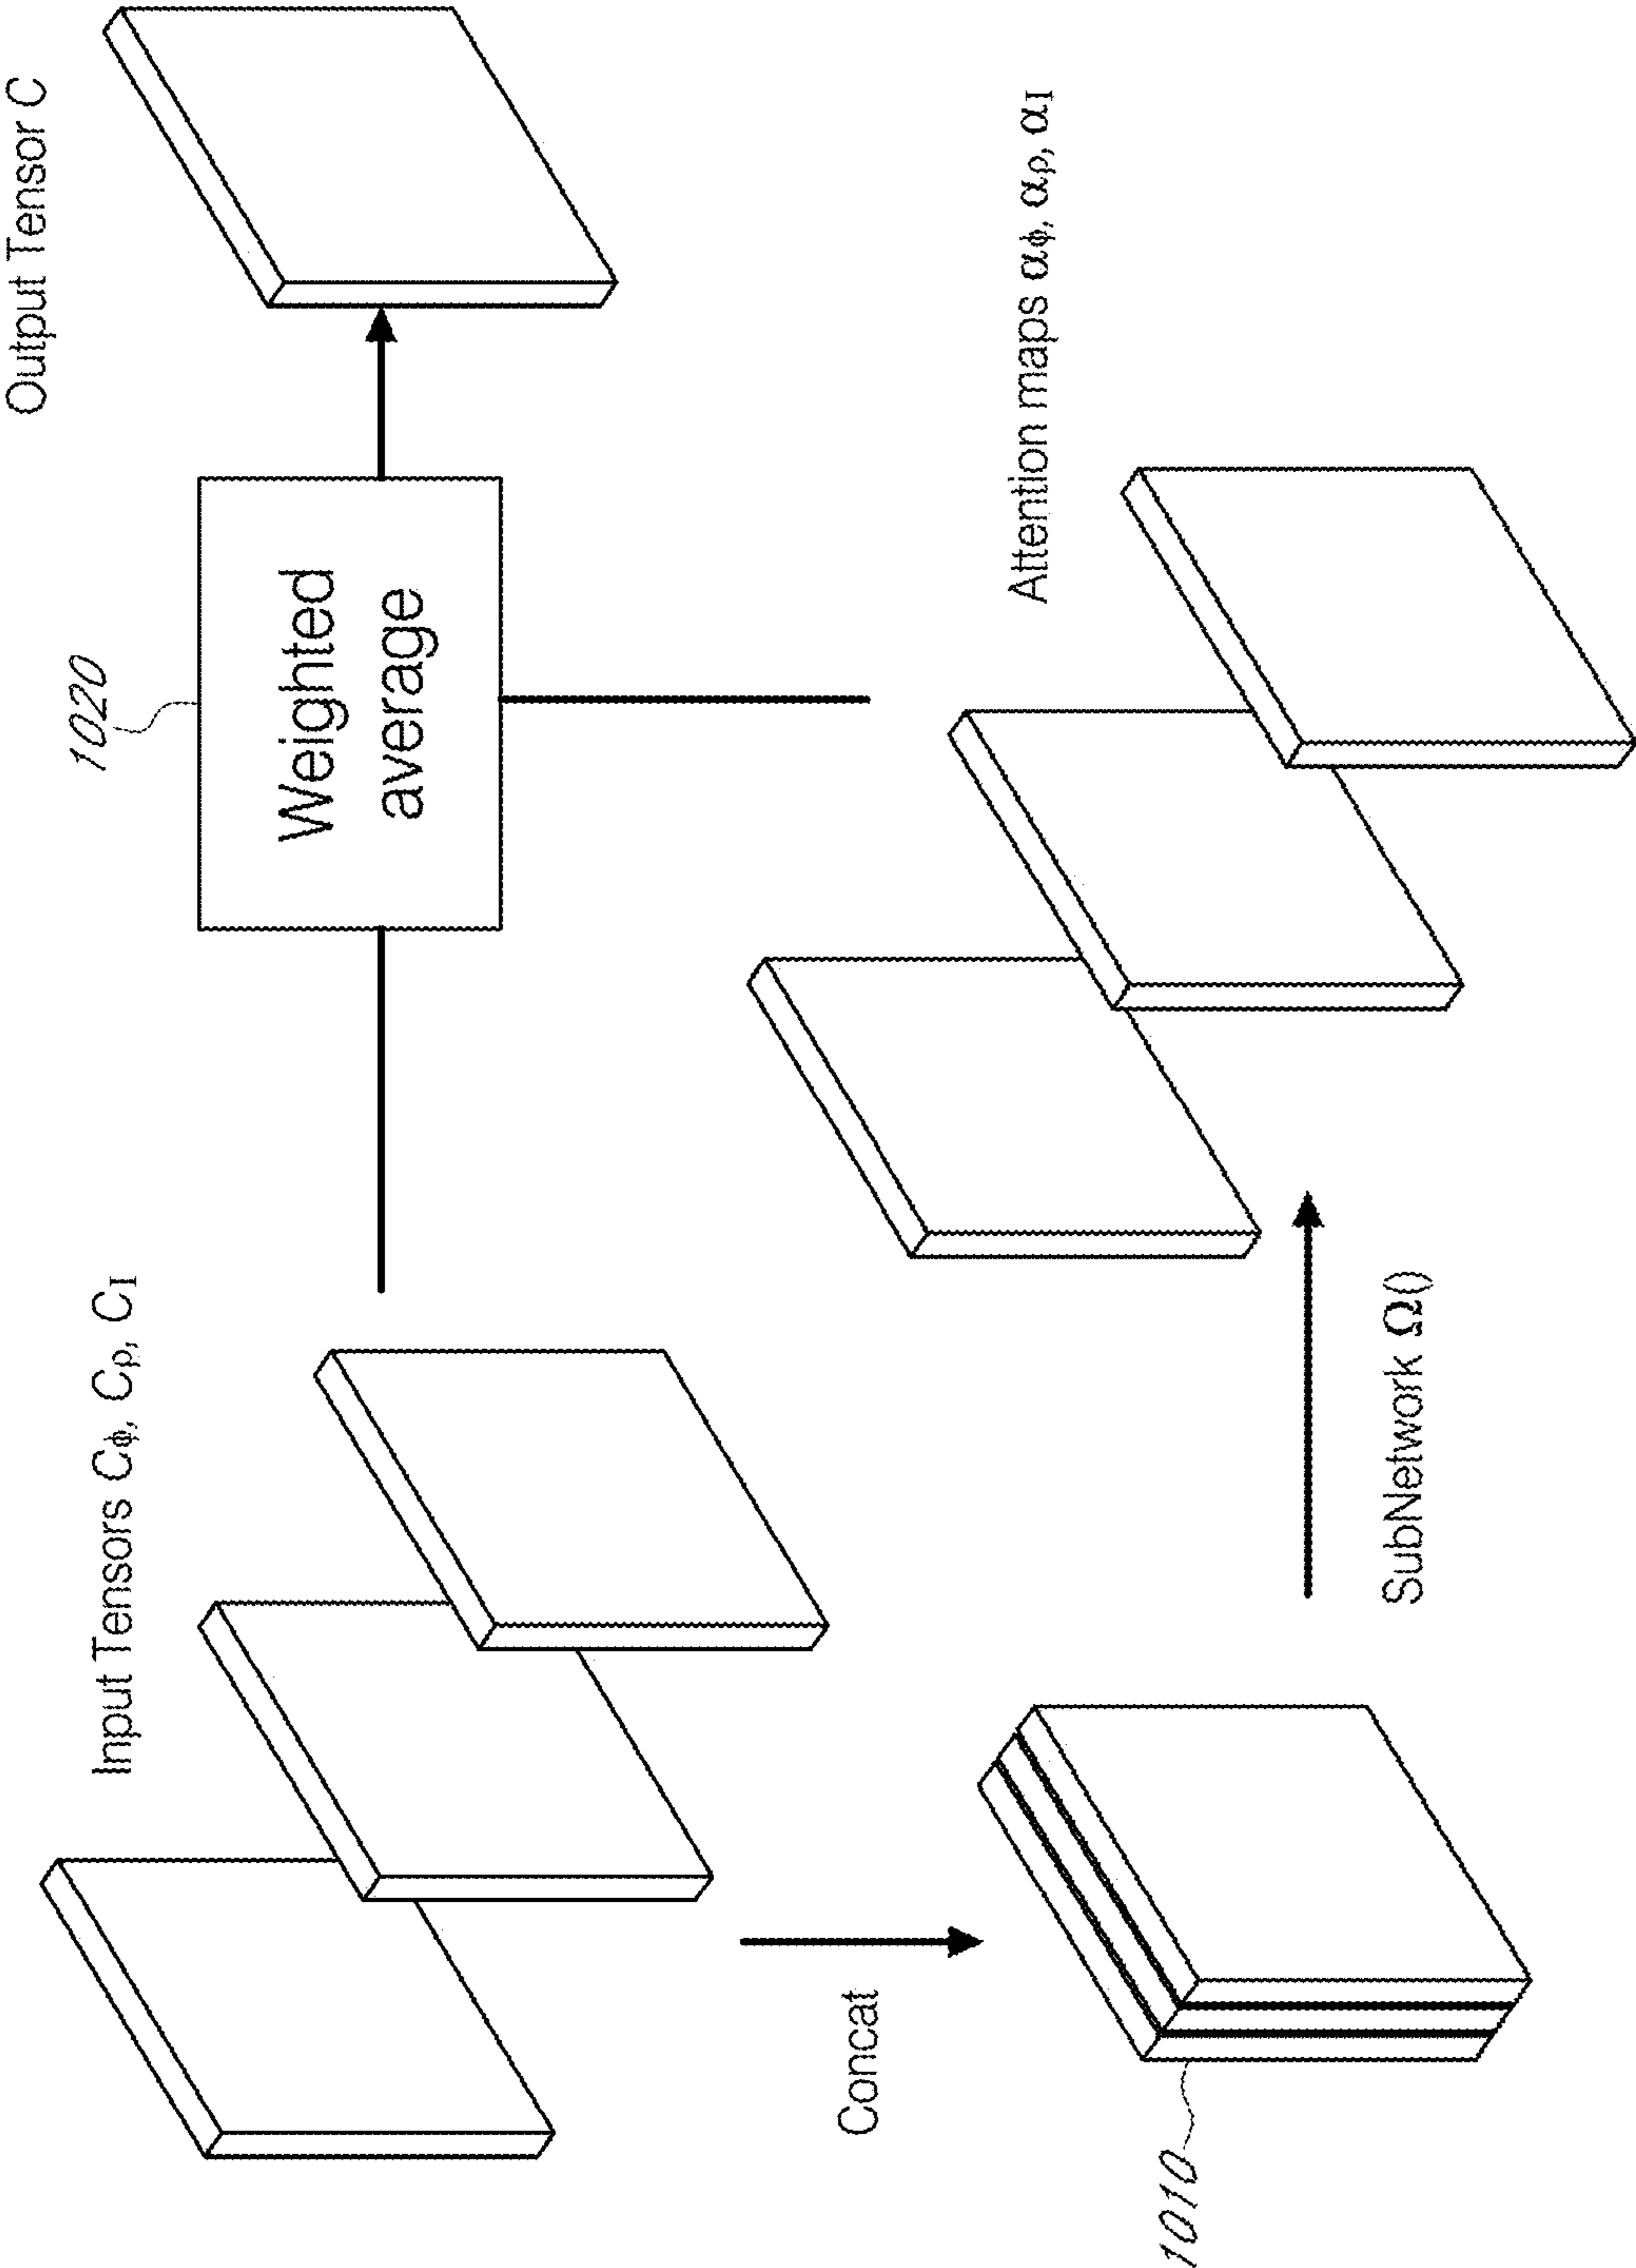 Input Tensors Cϕ, Cρ, CI
1020
Weighted
average
Output Tensor C
Concat
1010
SubNetwork Ω()
Attention maps αϕ, αρ, αI